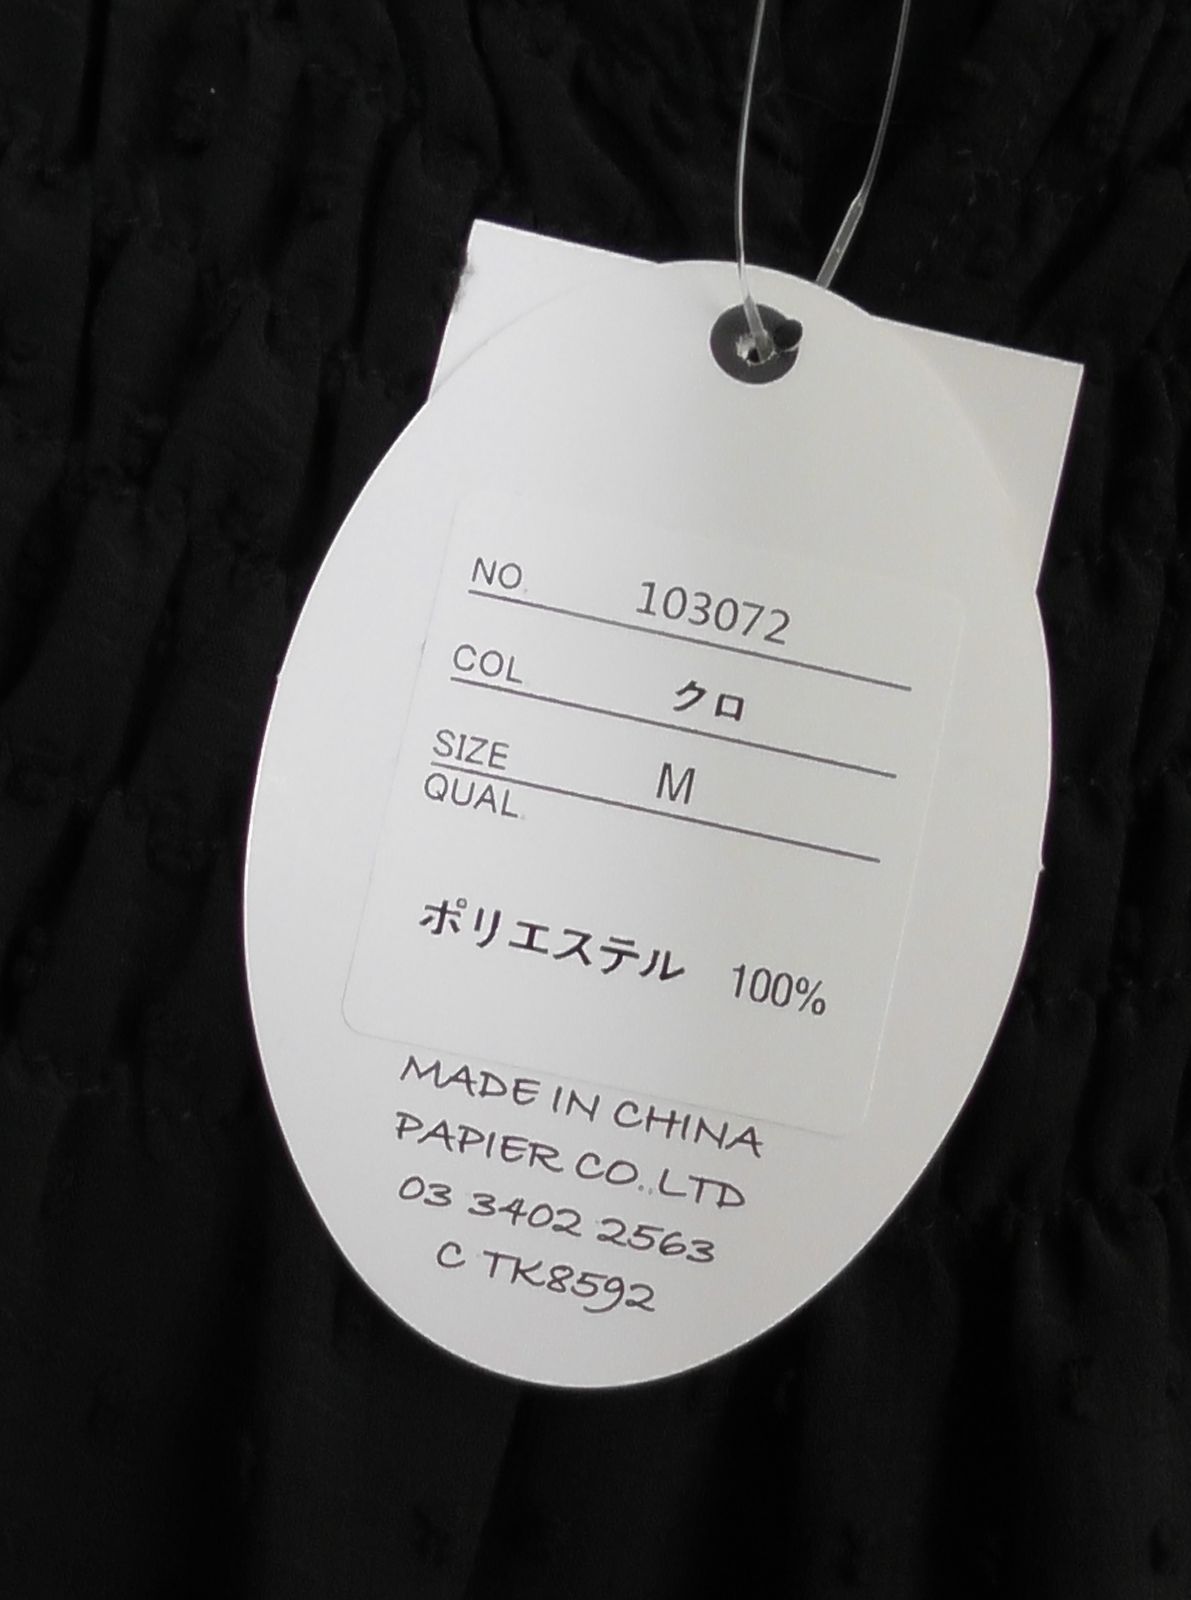 NO. 103072
COL. クロ
SIZE M
QUAL.
ポリエステル 100%
MADE IN CHINA
PAPIER CO.,LTD
03 3402 2563
C TK8592